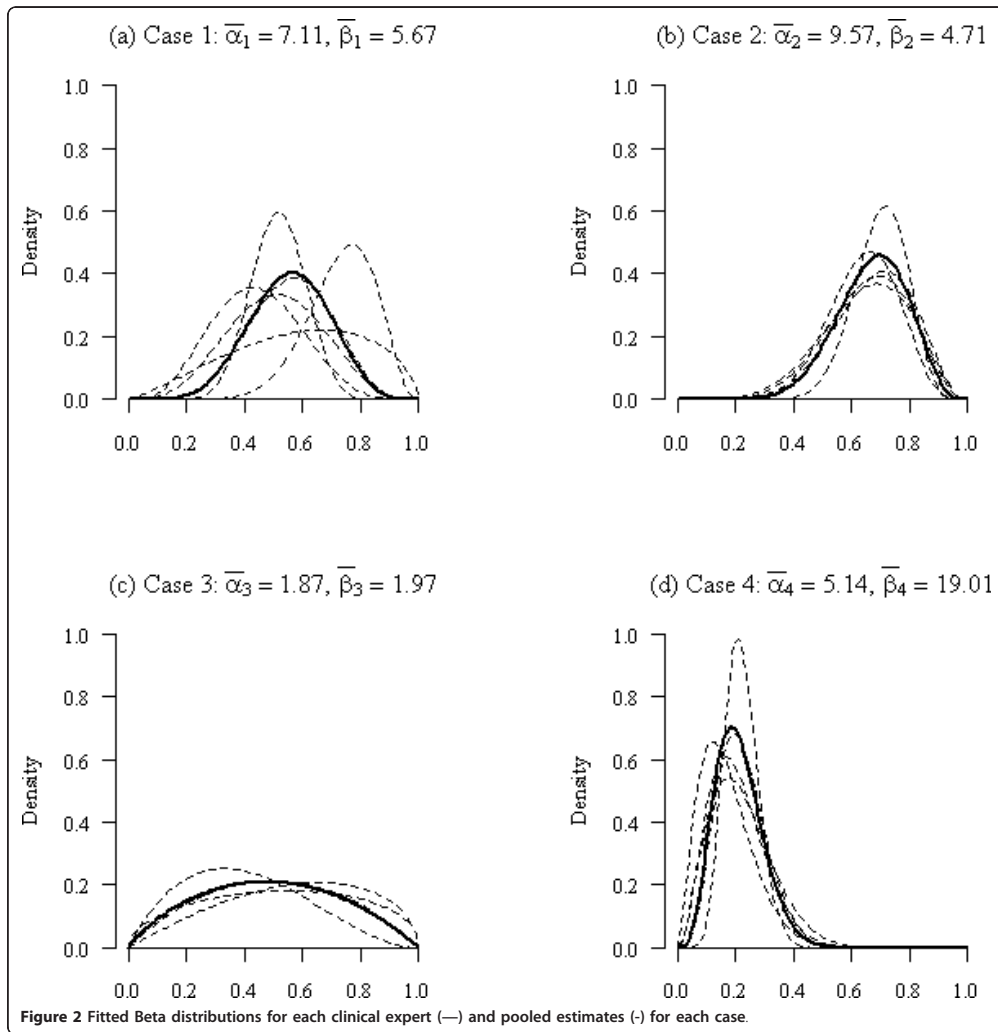 (a) Case 1: α̅₁ = 7.11, β̅₁ = 5.67
(b) Case 2: α̅₂ = 9.57, β̅₂ = 4.71
1.0
0.8
0.6
0.4
0.2
0.0
Density
0.0 0.2 0.4 0.6 0.8 1.0
1.0
0.8
0.6
0.4
0.2
0.0
Density
0.0 0.2 0.4 0.6 0.8 1.0
(c) Case 3: α̅₃ = 1.87, β̅₃ = 1.97
(d) Case 4: α̅₄ = 5.14, β̅₄ = 19.01
1.0
0.8
0.6
0.4
0.2
0.0
Density
0.0 0.2 0.4 0.6 0.8 1.0
1.0
0.8
0.6
0.4
0.2
0.0
Density
0.0 0.2 0.4 0.6 0.8 1.0
Figure 2 Fitted Beta distributions for each clinical expert (—) and pooled estimates (-) for each case.